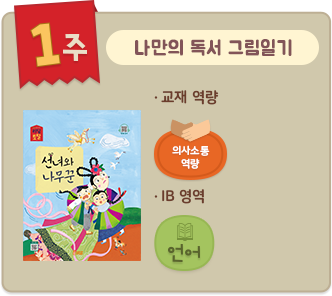 1주
나만의 독서 그림일기
· 교재 역량
의사소통
역량
선녀와
나무꾼
· IB 영역
언어